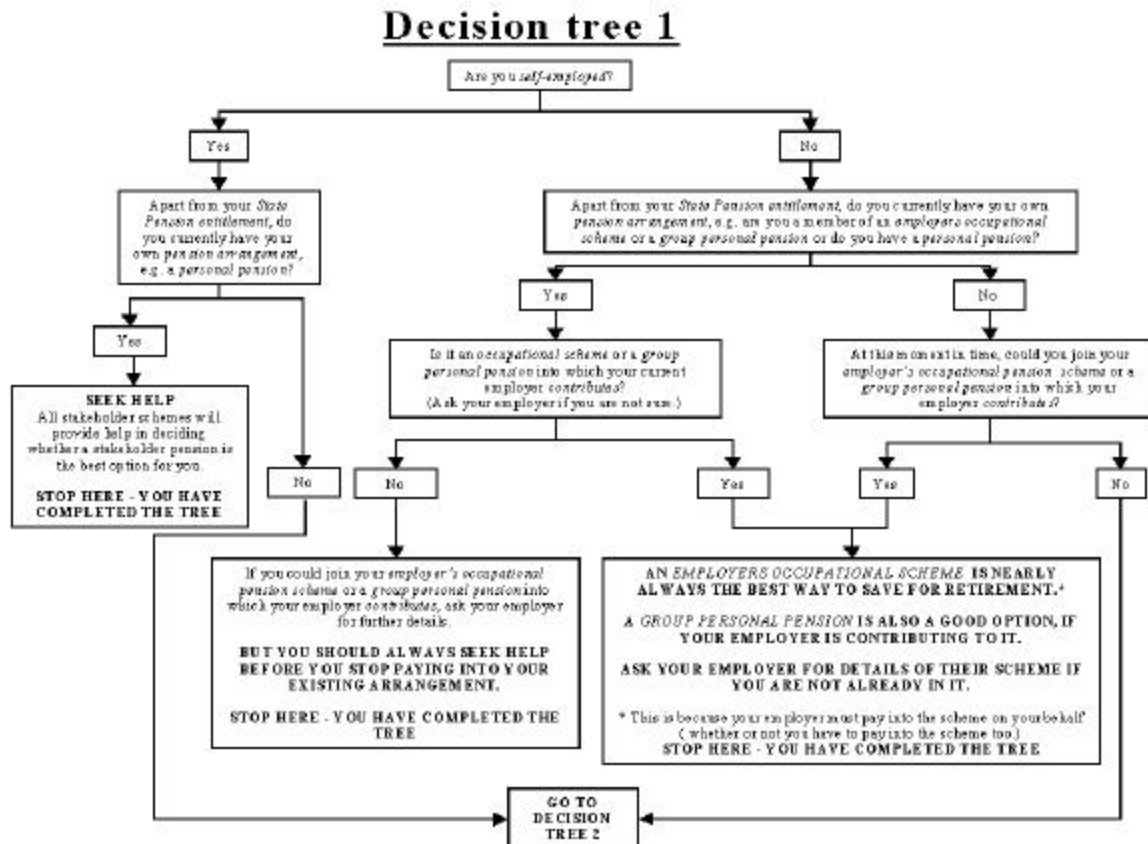 Decision tree 1
Are you self-employed?
Yes
No
Apart from your State
Pension entitlement, do
you currently have your
own pension arrangement,
e.g. a personal pension?
Apart from your State Pension entitlement, do you currently have your own
pension arrangement, e.g. are you a member of an employers occupational
scheme or a group personal pension or do you have a personal pension?
Yes
No
Yes
Is it an occupational scheme or a group
personal pension into which your current
employer contributes?
(Ask your employer if you are not sure.)
At this moment in time, could you join your
employer's occupational pension scheme or a
group personal pension into which your
employer contributes?
SEEK HELP
All stakeholder schemes will
provide help in deciding
whether a stakeholder pension is
the best option for you.
STOP HERE - YOU HAVE
COMPLETED THE TREE
No
No
Yes
Yes
No
If you could join your employer's occupational
pension scheme or a group personal pension into
which your employer contributes, ask your employer
for further details.
BUT YOU SHOULD ALWAYS SEEK HELP
BEFORE YOU STOP PAYING INTO YOUR
EXISTING ARRANGEMENT.
STOP HERE - YOU HAVE COMPLETED THE
TREE
AN EMPLOYERS OCCUPATIONAL SCHEME IS NEARLY
ALWAYS THE BEST WAY TO SAVE FOR RETIREMENT.*
A GROUP PERSONAL PENSION IS ALSO A GOOD OPTION, IF
YOUR EMPLOYER IS CONTRIBUTING TO IT.
ASK YOUR EMPLOYER FOR DETAILS OF THEIR SCHEME IF
YOU ARE NOT ALREADY IN IT.
* This is because your employer must pay into the scheme on your behalf
( whether or not you have to pay into the scheme too.)
STOP HERE - YOU HAVE COMPLETED THE TREE
GO TO
DECISION
TREE 2